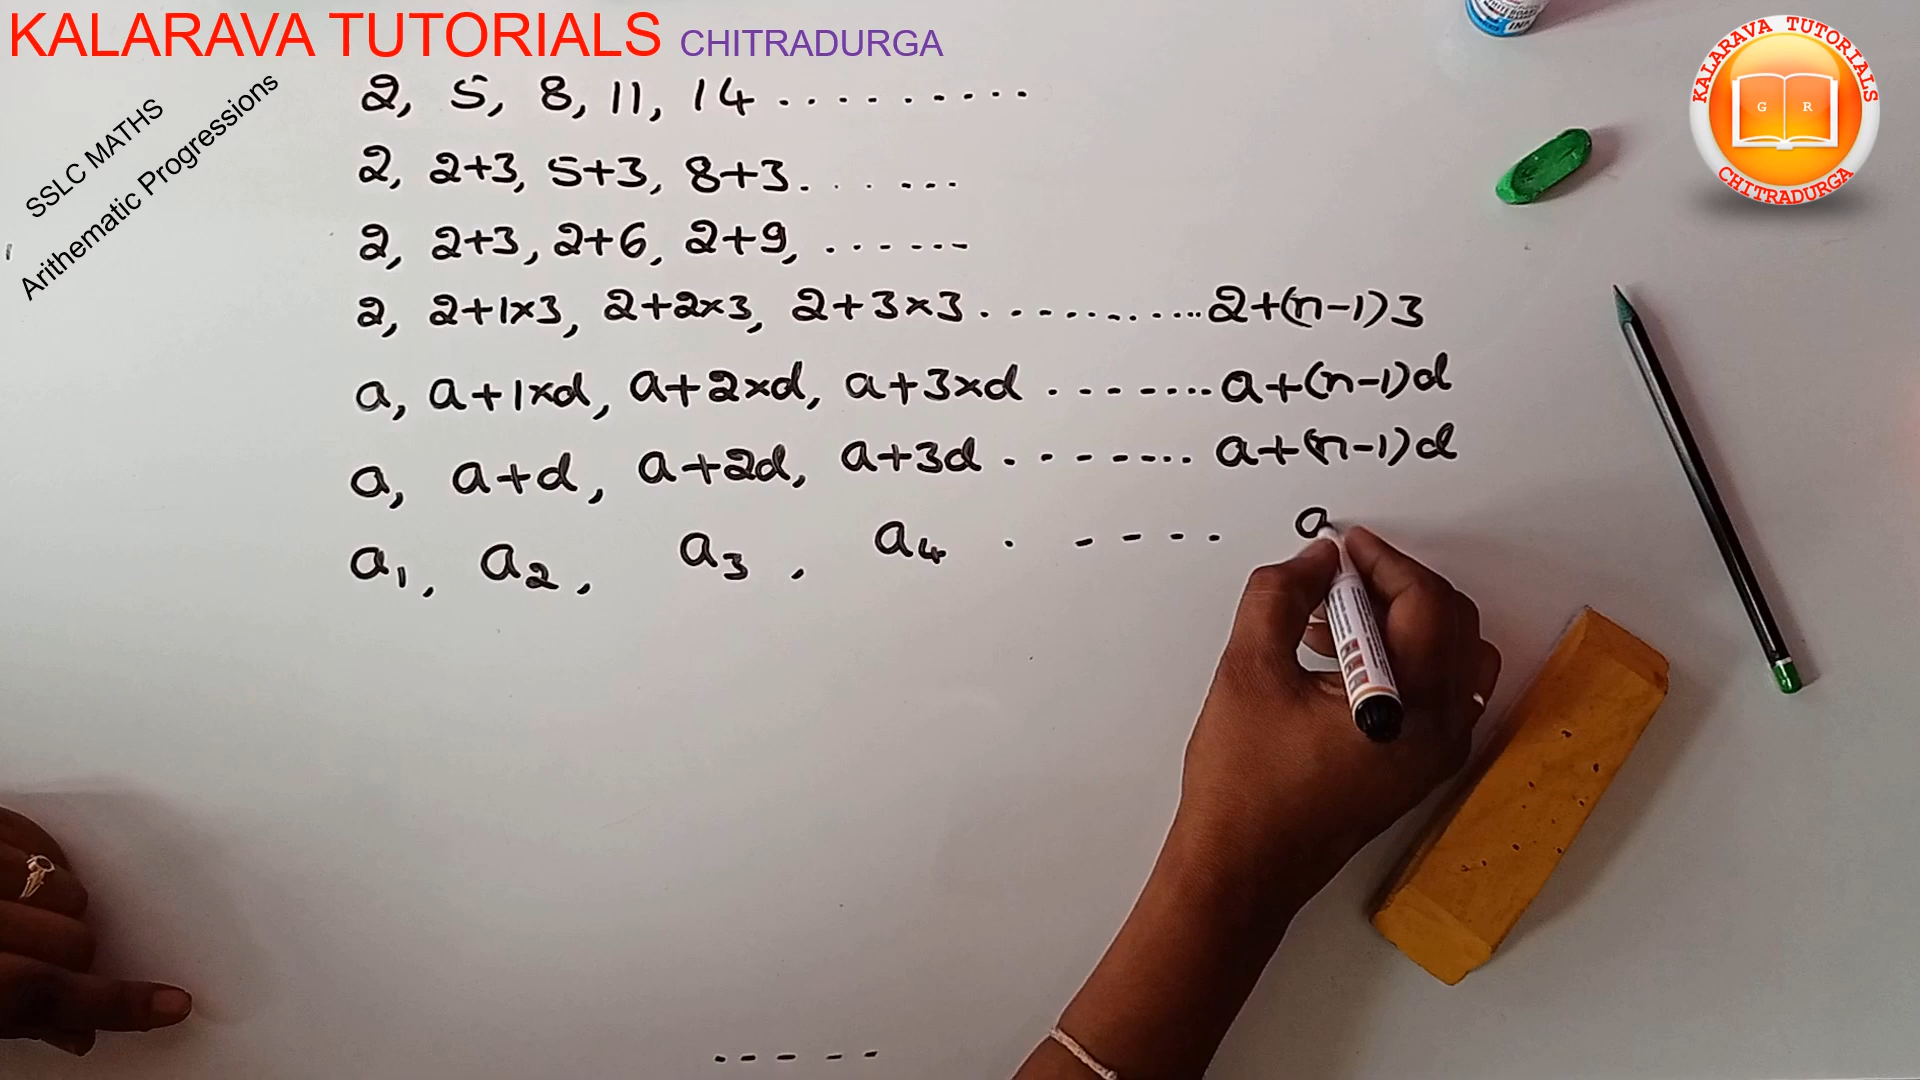 KALARAVA TUTORIALS CHITRADURGA
SSLC MATHS
Arithematic Progressions
KALARAVA TUTORIALS
G R
CHITRADURGA
2, 5, 8, 11, 14 ..........
2, 2+3, 5+3, 8+3. . . ...
2, 2+3, 2+6, 2+9, ......
2, 2+1×3, 2+2×3, 2+3×3 ............ 2+(n-1)3
a, a+1×d, a+2×d, a+3×d ........ a+(n-1)d
a, a+d, a+2d, a+3d ........ a+(n-1)d
a₁, a₂, a₃, a₄ . ..... a